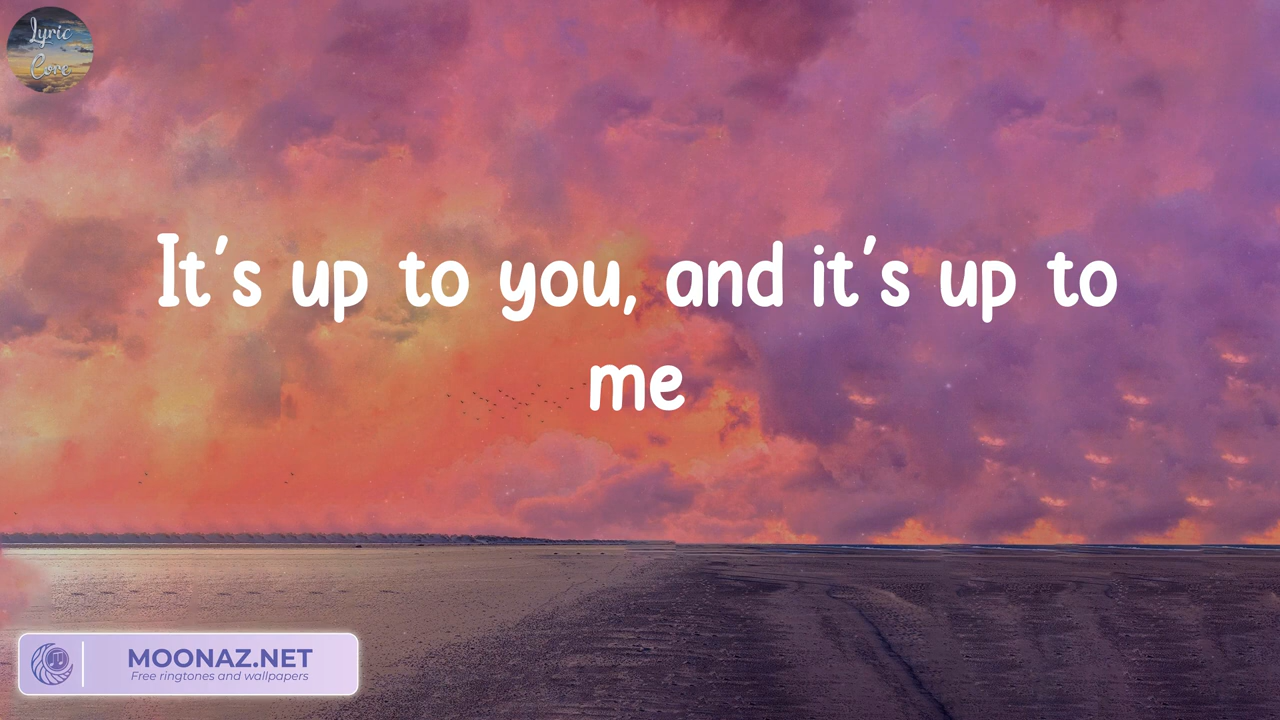 Lyric
Core
It's up to you, and it's up to
me
MOONAZ.NET
Free ringtones and wallpapers